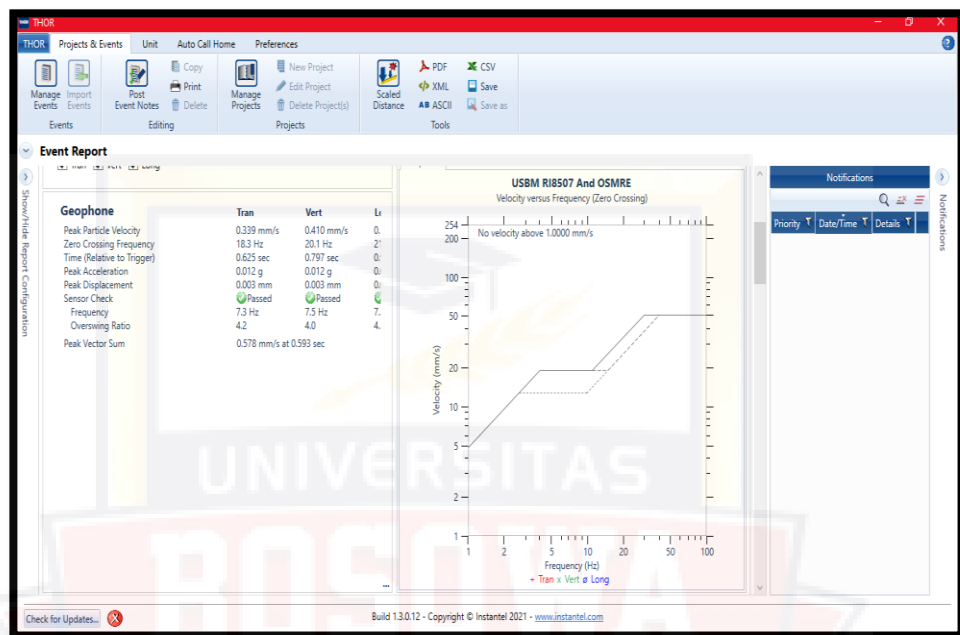 THOR
THOR Projects & Events Unit Auto Call Home Preferences
Manage Events
Import Events
Events
Post Event Notes
Copy
Print
Delete
Editing
Manage Projects
New Project
Edit Project
Delete Project(s)
Projects
Scaled Distance
PDF
XML
AB ASCII
CSV
Save
Save as
Tools
Event Report
Show/Hide Report Configuration
Geophone Tran Vert
Peak Particle Velocity 0.339 mm/s 0.410 mm/s 0.
Zero Crossing Frequency 18.3 Hz 20.1 Hz
Time (Relative to Trigger) 0.625 sec 0.797 sec
Peak Acceleration 0.012 g 0.012 g
Peak Displacement 0.003 mm 0.003 mm
Sensor Check Passed Passed
Frequency 7.3 Hz 7.5 Hz 7.
Overswing Ratio 4.2 4.0 4.
Peak Vector Sum 0.578 mm/s at 0.593 sec
...
USBM RI8507 And OSMRE
Velocity versus Frequency (Zero Crossing)
No velocity above 1.0000 mm/s
254
200
100
50
20
10
5
2
1
Velocity (mm/s)
1 2 5 10 20 50 100
Frequency (Hz)
+ Tran x Vert ø Long
Notifications
Priority Date/Time Details
Notifications
UNIVERSITAS
BOSOWA
Check for Updates...
Build 1.3.0.12 - Copyright © Instantel 2021 - www.instantel.com